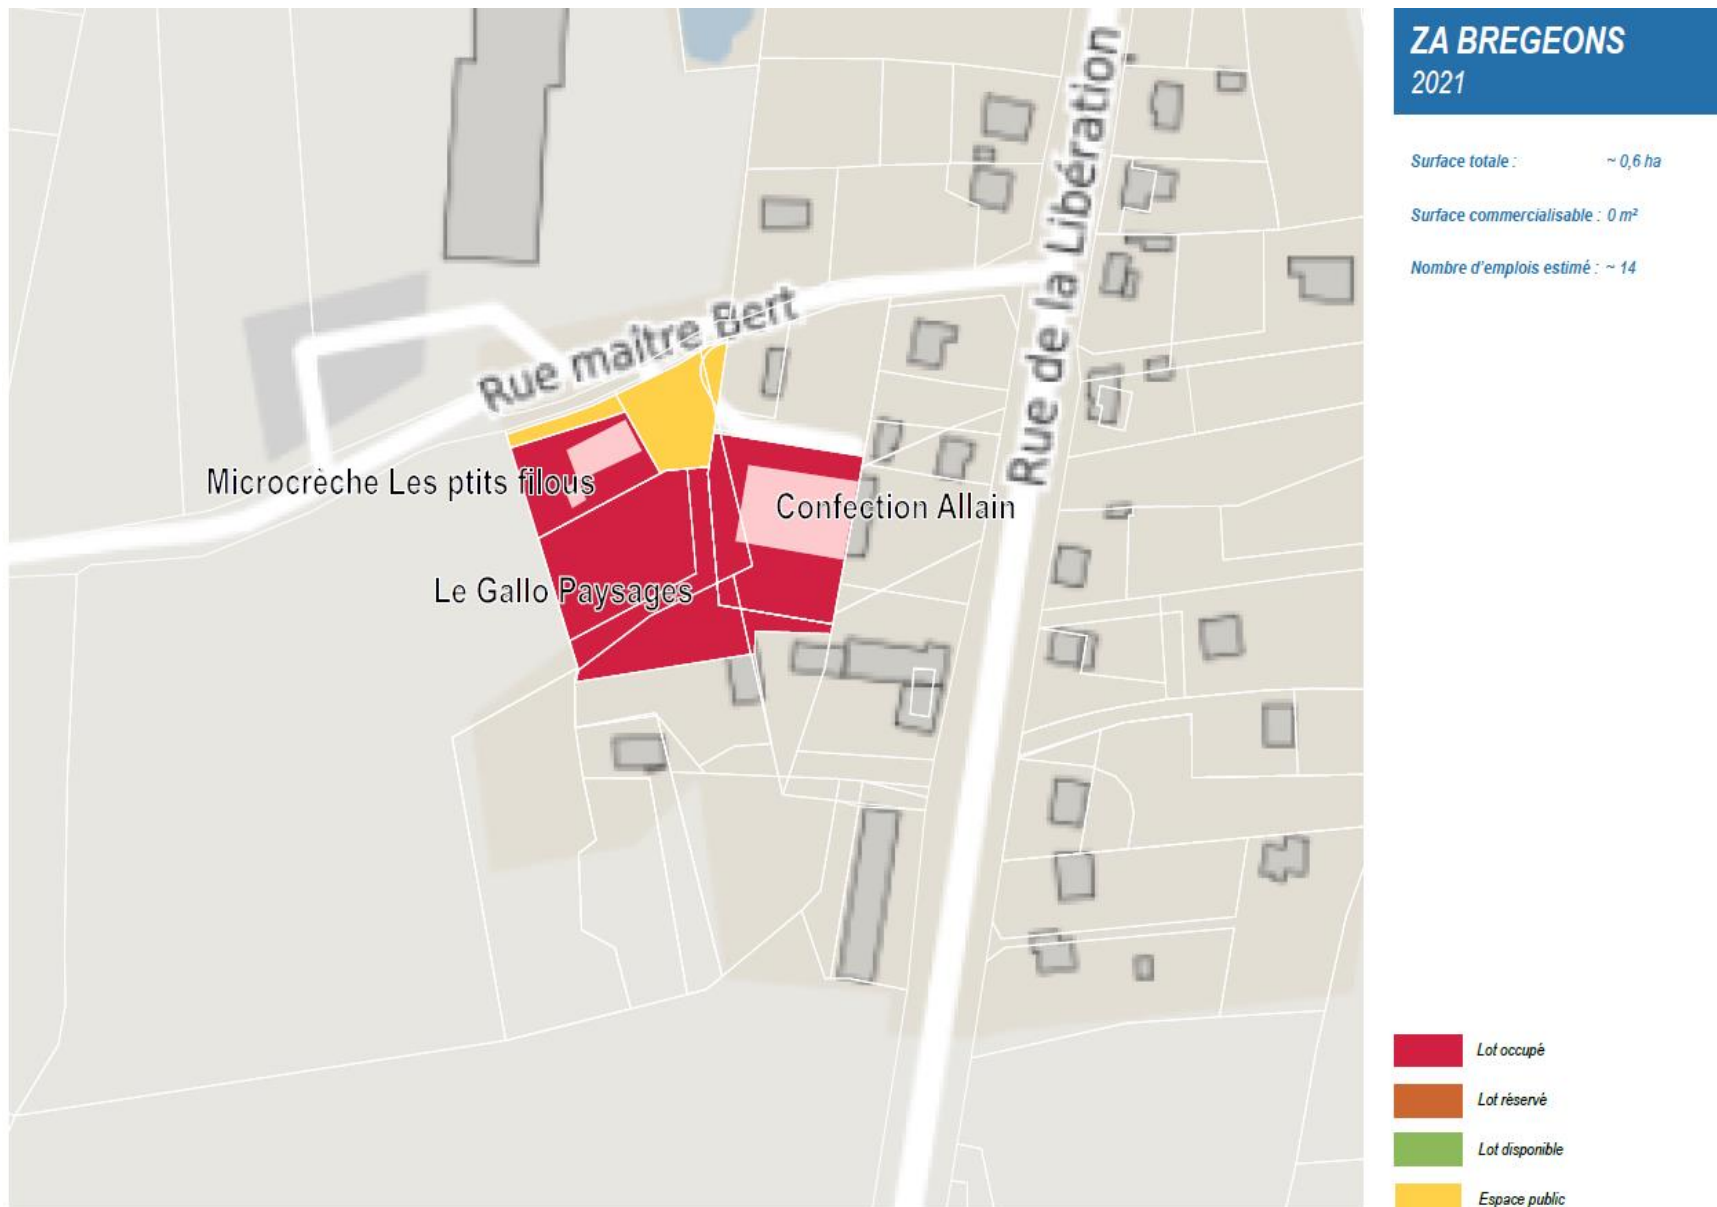 ZA BREGEONS
2021
Surface totale : ~ 0,6 ha
Surface commercialisable : 0 m²
Nombre d'emplois estimé : ~ 14
Rue de la Libération
Rue maître Bert
Microcrèche Les ptits filous
Confection Allain
Le Gallo Paysages
Lot occupé
Lot réservé
Lot disponible
Espace public